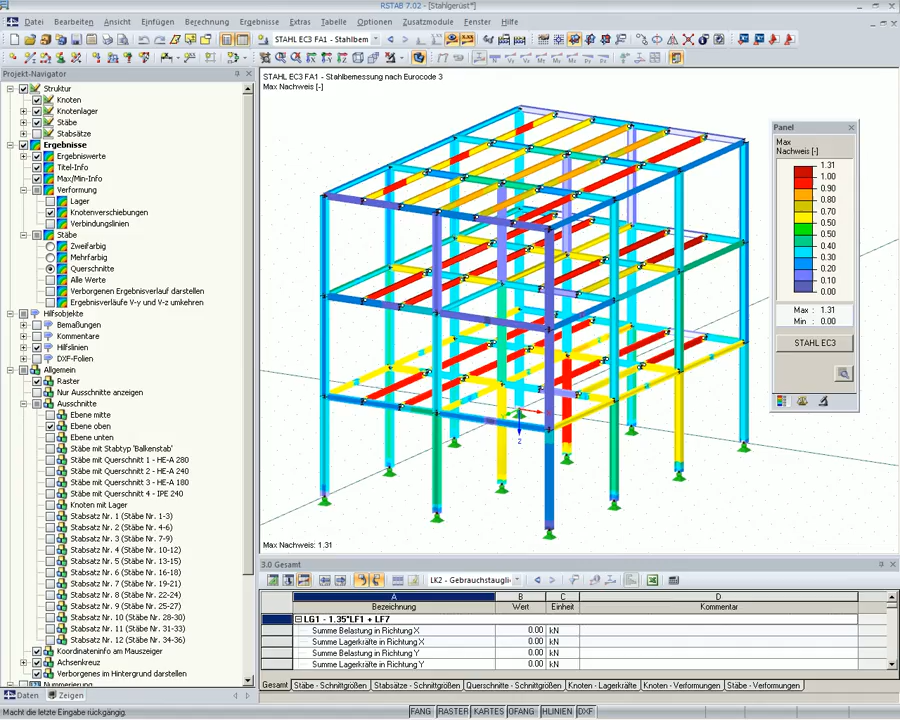 RSTAB 7.02 - [Stahlgerüst*]
Datei Bearbeiten Ansicht Einfügen Berechnung Ergebnisse Extras Tabelle Optionen Zusatzmodule Fenster Hilfe
STAHL EC3 FA1 - Stahlbem
Projekt-Navigator
Struktur
Knoten
Knotenlager
Stäbe
Stabsätze
Ergebnisse
Ergebniswerte
Titel-Info
Max/Min-Info
Verformung
Lager
Knotenverschiebungen
Verbindungslinien
Stäbe
Zweifarbig
Mehrfarbig
Querschnitte
Alle Werte
Verborgenen Ergebnisverlauf darstellen
Ergebnisverläufe V-y und V-z umkehren
Hilfsobjekte
Bemaßungen
Kommentare
Hilfslinien
DXF-Folien
Allgemein
Raster
Nur Ausschnitte anzeigen
Ausschnitte
Ebene mitte
Ebene oben
Ebene unten
Stäbe mit Stabtyp 'Balkenstab'
Stäbe mit Querschnitt 1 - HE-A 280
Stäbe mit Querschnitt 2 - HE-A 240
Stäbe mit Querschnitt 3 - HE-A 180
Stäbe mit Querschnitt 4 - IPE 240
Knoten mit Lager
Stabsatz Nr. 1 (Stäbe Nr. 1-3)
Stabsatz Nr. 2 (Stäbe Nr. 4-6)
Stabsatz Nr. 3 (Stäbe Nr. 7-9)
Stabsatz Nr. 4 (Stäbe Nr. 10-12)
Stabsatz Nr. 5 (Stäbe Nr. 13-15)
Stabsatz Nr. 6 (Stäbe Nr. 16-18)
Stabsatz Nr. 7 (Stäbe Nr. 19-21)
Stabsatz Nr. 8 (Stäbe Nr. 22-24)
Stabsatz Nr. 9 (Stäbe Nr. 25-27)
Stabsatz Nr. 10 (Stäbe Nr. 28-30)
Stabsatz Nr. 11 (Stäbe Nr. 31-33)
Stabsatz Nr. 12 (Stäbe Nr. 34-36)
Koordinateninfo am Mauszeiger
Achsenkreuz
Verborgenes im Hintergrund darstellen
Nummerierung
Daten Zeigen
STAHL EC3 FA1 - Stahlbemessung nach Eurocode 3
Max Nachweis [-]
Z
Max Nachweis: 1.31
Panel
Max
Nachweis [-]
1.31
1.00
0.90
0.80
0.70
0.60
0.50
0.40
0.30
0.20
0.10
0.00
Max : 1.31
Min : 0.00
STAHL EC3
3.0 Gesamt
LK2 - Gebrauchstaugli
A B C D
Bezeichnung Wert Einheit Kommentar
LG1 - 1.35*LF1 + LF7
Summe Belastung in Richtung X 0.00 kN
Summe Lagerkräfte in Richtung X 0.00 kN
Summe Belastung in Richtung Y 0.00 kN
Summe Lagerkräfte in Richtung Y 0.00 kN
Gesamt Stäbe - Schnittgrößen Stabsätze - Schnittgrößen Querschnitte - Schnittgrößen Knoten - Lagerkräfte Knoten - Verformungen Stäbe - Verformungen
Macht die letzte Eingabe rückgängig.
FANG RASTER KARTES OFANG HLINIEN DXF